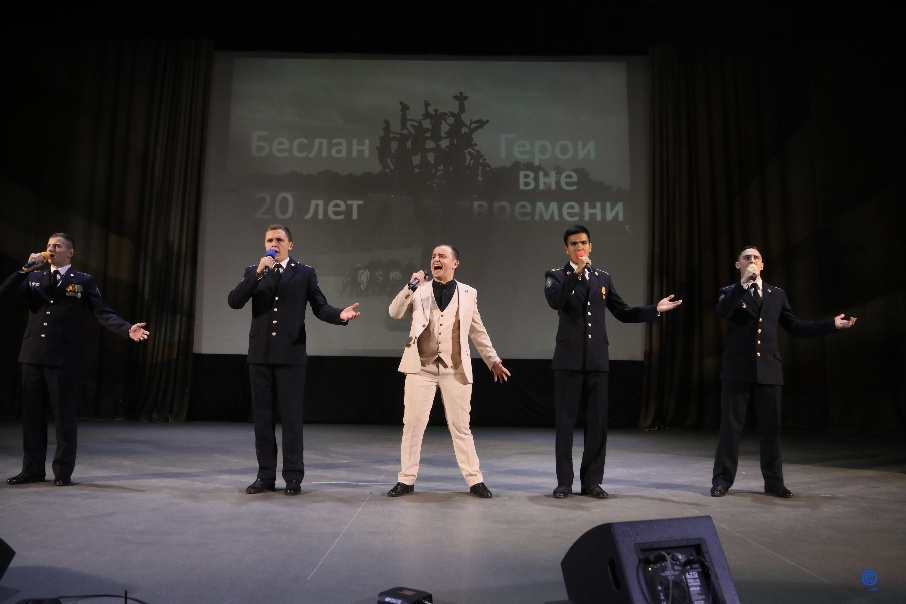 Беслан
20 лет
Герои
вне
времени